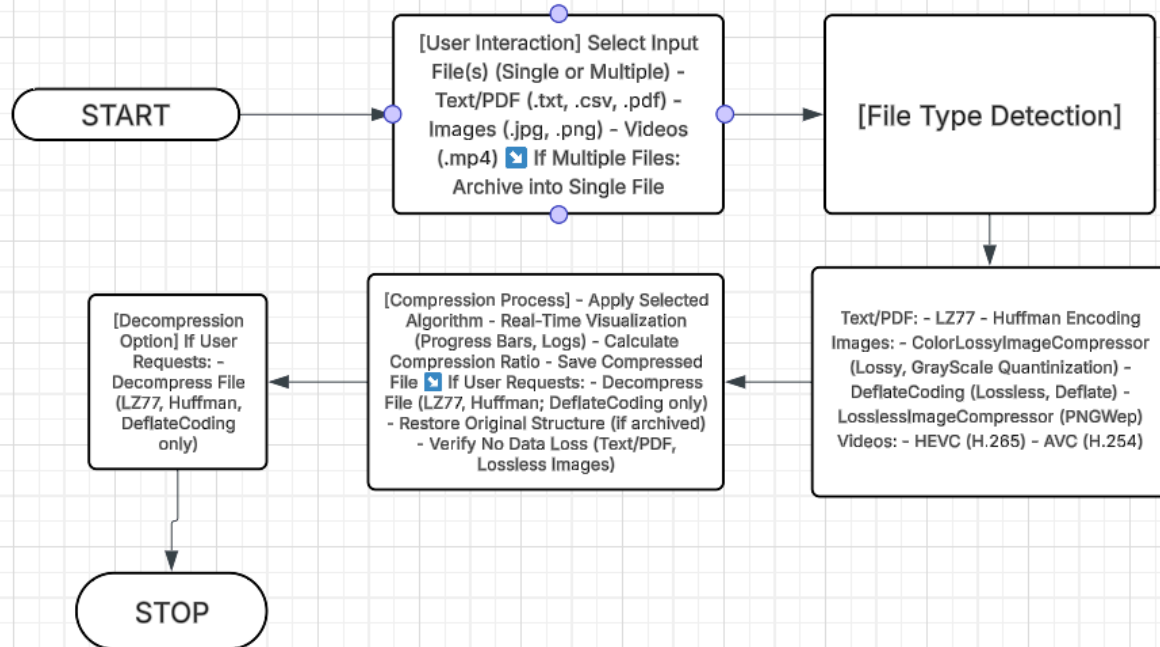 START
[User Interaction] Select Input
File(s) (Single or Multiple) -
Text/PDF (.txt, .csv, .pdf) -
Images (.jpg, .png) - Videos
(.mp4) ↘️ If Multiple Files:
Archive into Single File
[File Type Detection]
Text/PDF: - LZ77 - Huffman Encoding
Images: - ColorLossyImageCompressor
(Lossy, GrayScale Quantinization) -
DeflateCoding (Lossless, Deflate) -
LosslessImageCompressor (PNGWep)
Videos: - HEVC (H.265) - AVC (H.254)
[Compression Process] - Apply Selected
Algorithm - Real-Time Visualization
(Progress Bars, Logs) - Calculate
Compression Ratio - Save Compressed
File ↘️ If User Requests: - Decompress
File (LZ77, Huffman; DeflateCoding only)
- Restore Original Structure (if archived)
- Verify No Data Loss (Text/PDF,
Lossless Images)
[Decompression
Option] If User
Requests: -
Decompress File
(LZ77, Huffman,
DeflateCoding
only)
STOP